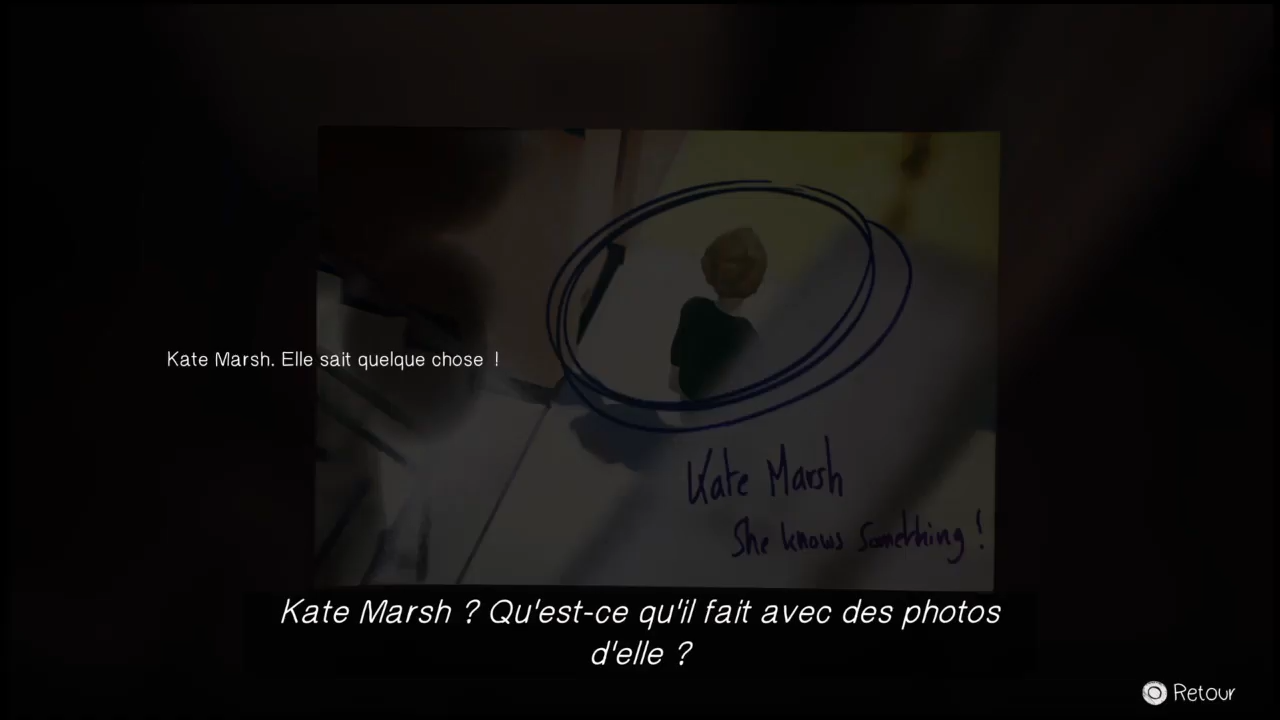 Kate Marsh. Elle sait quelque chose !
Kate Marsh
She knows something!
Kate Marsh ? Qu'est-ce qu'il fait avec des photos
d'elle ?
Retour